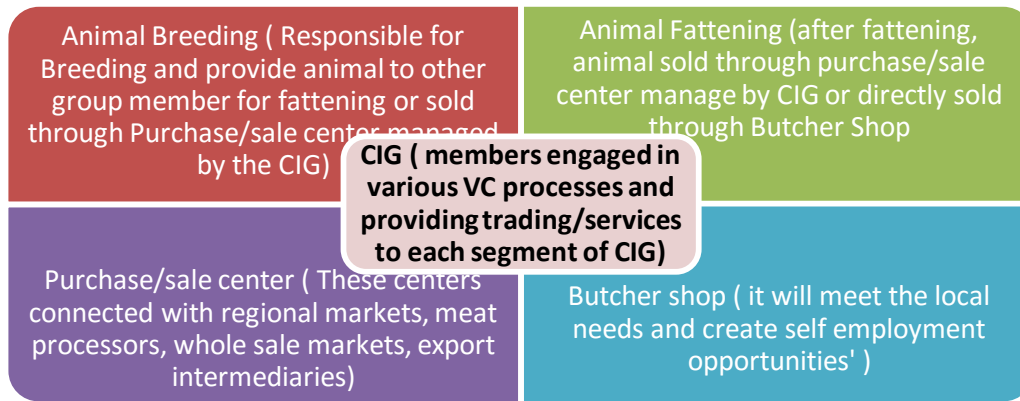 Animal Breeding ( Responsible for
Breeding and provide animal to other
group member for fattening or sold
through Purchase/sale center managed
by the CIG)
Animal Fattening (after fattening,
animal sold through purchase/sale
center manage by CIG or directly sold
through Butcher Shop
CIG ( members engaged in
various VC processes and
providing trading/services
to each segment of CIG)
Purchase/sale center ( These centers
connected with regional markets, meat
processors, whole sale markets, export
intermediaries)
Butcher shop ( it will meet the local
needs and create self employment
opportunities' )